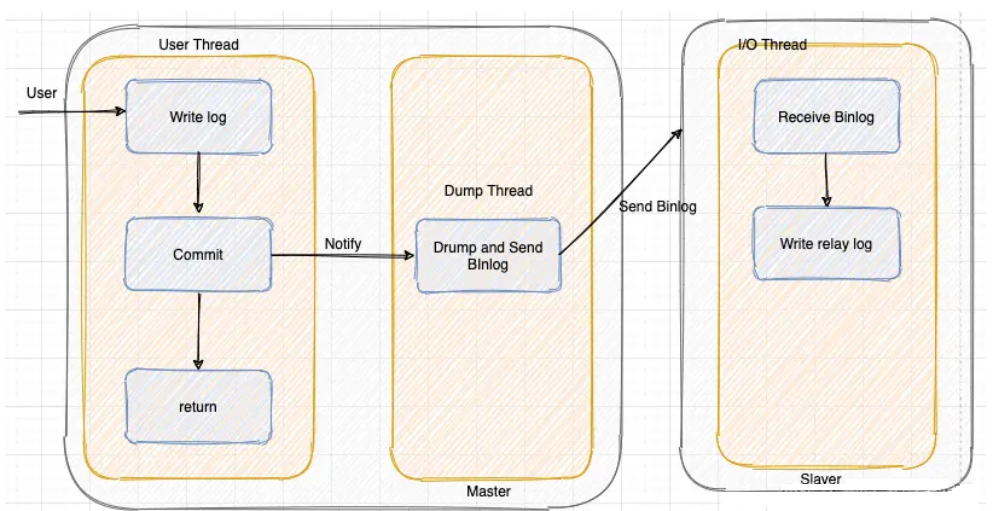 User Thread
I/O Thread
User
Write log
Receive Binlog
Dump Thread
Send Binlog
Commit
Notify
Drump and Send
BInlog
Write relay log
return
Master
Slaver